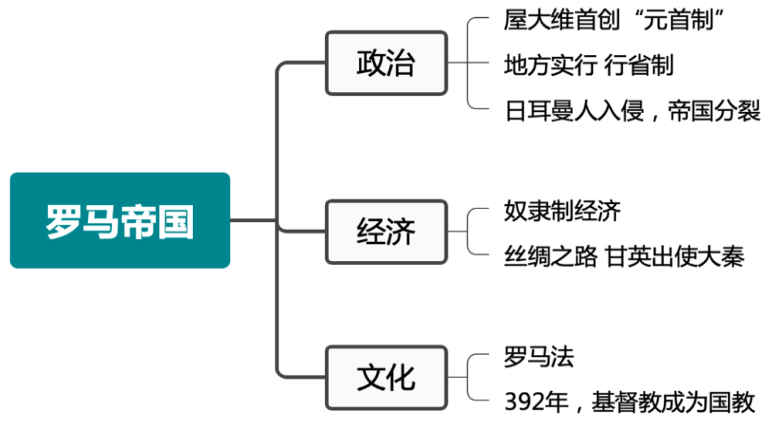 罗马帝国
政治
屋大维首创“元首制”
地方实行 行省制
日耳曼人入侵，帝国分裂
经济
奴隶制经济
丝绸之路 甘英出使大秦
文化
罗马法
392年，基督教成为国教